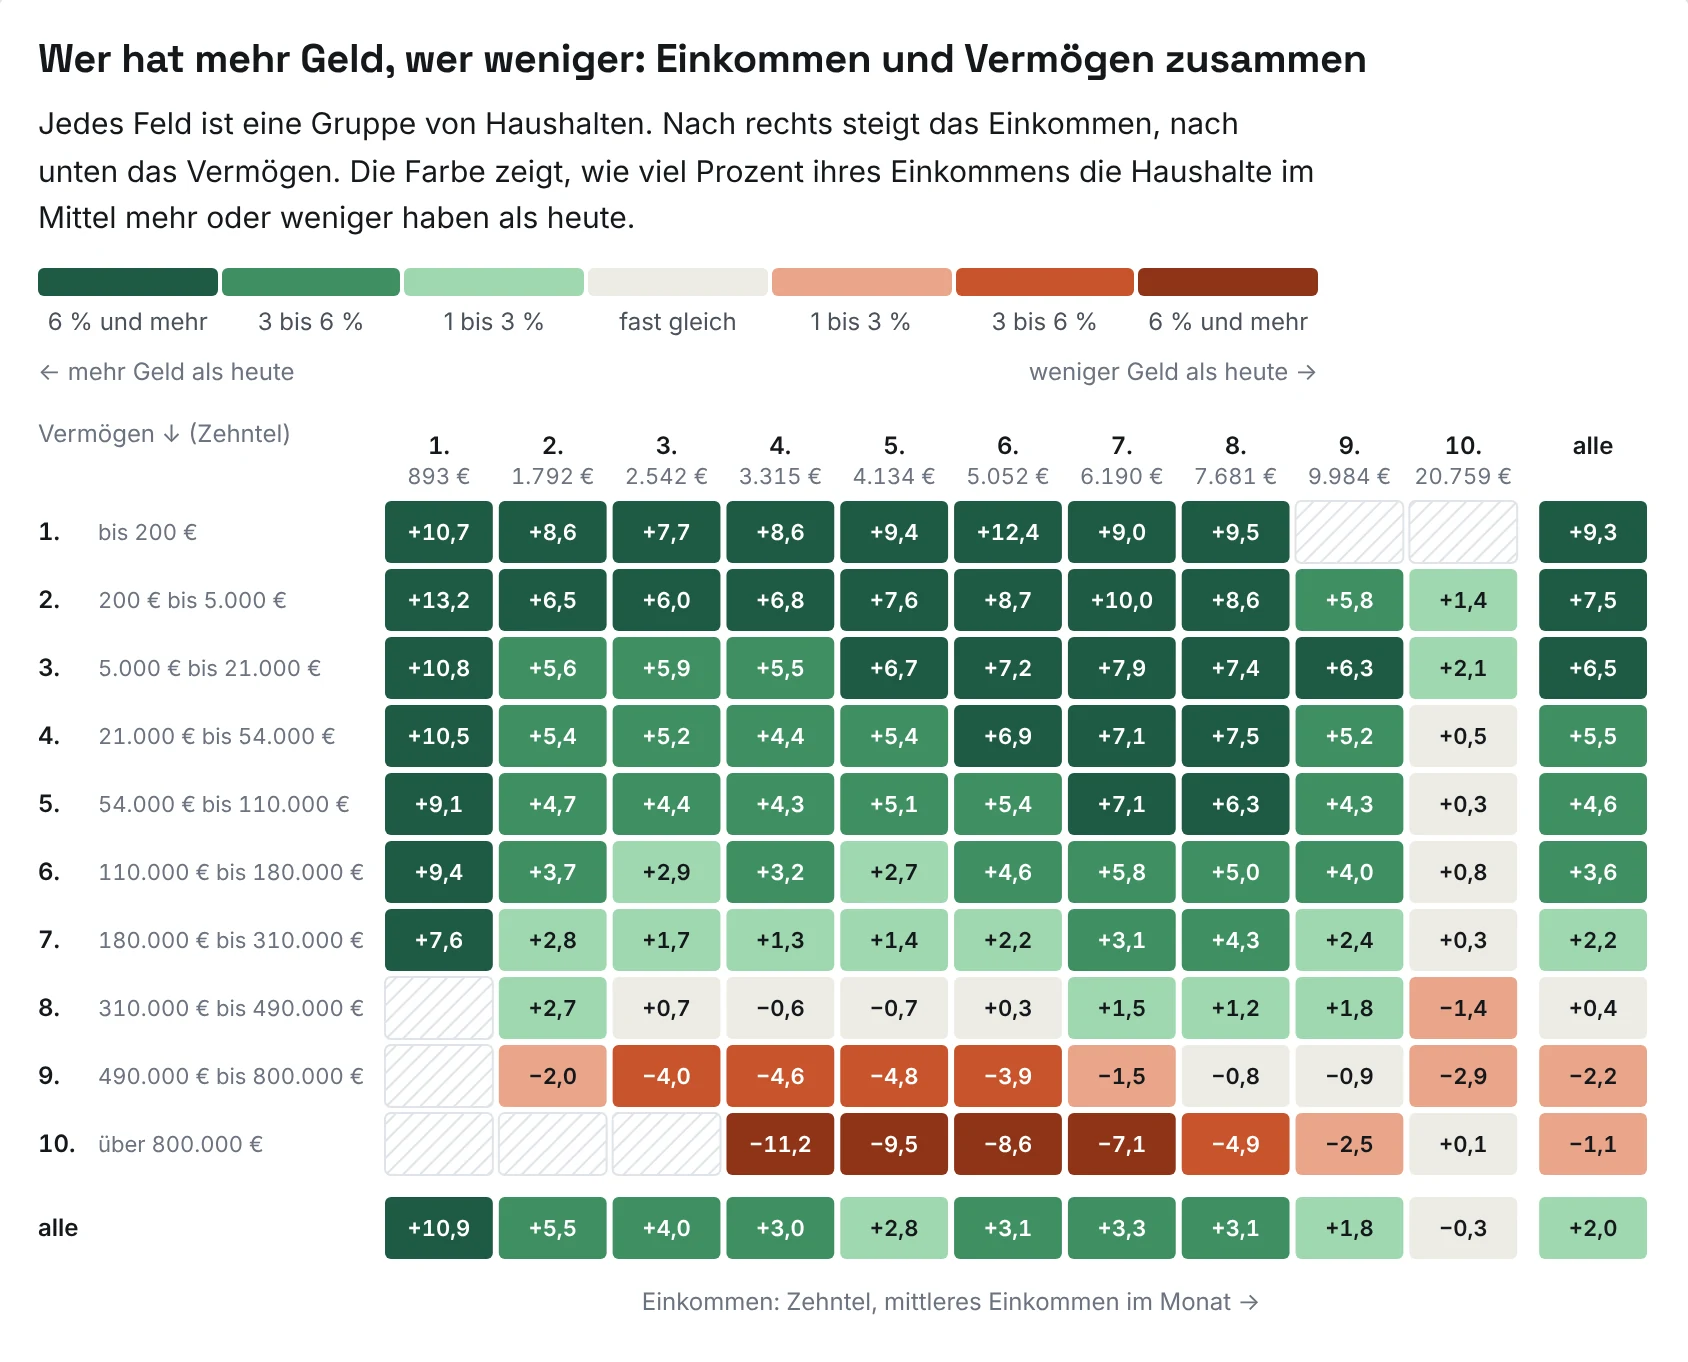 Wer hat mehr Geld, wer weniger: Einkommen und Vermögen zusammen
Jedes Feld ist eine Gruppe von Haushalten. Nach rechts steigt das Einkommen, nach
unten das Vermögen. Die Farbe zeigt, wie viel Prozent ihres Einkommens die Haushalte im
Mittel mehr oder weniger haben als heute.
6 % und mehr 3 bis 6 % 1 bis 3 % fast gleich 1 bis 3 % 3 bis 6 % 6 % und mehr
← mehr Geld als heute weniger Geld als heute →
Vermögen ↓ (Zehntel)
1. 2. 3. 4. 5. 6. 7. 8. 9. 10. alle
893 € 1.792 € 2.542 € 3.315 € 4.134 € 5.052 € 6.190 € 7.681 € 9.984 € 20.759 €
1. bis 200 € +10,7 +8,6 +7,7 +8,6 +9,4 +12,4 +9,0 +9,5 +9,3
2. 200 € bis 5.000 € +13,2 +6,5 +6,0 +6,8 +7,6 +8,7 +10,0 +8,6 +5,8 +1,4 +7,5
3. 5.000 € bis 21.000 € +10,8 +5,6 +5,9 +5,5 +6,7 +7,2 +7,9 +7,4 +6,3 +2,1 +6,5
4. 21.000 € bis 54.000 € +10,5 +5,4 +5,2 +4,4 +5,4 +6,9 +7,1 +7,5 +5,2 +0,5 +5,5
5. 54.000 € bis 110.000 € +9,1 +4,7 +4,4 +4,3 +5,1 +5,4 +7,1 +6,3 +4,3 +0,3 +4,6
6. 110.000 € bis 180.000 € +9,4 +3,7 +2,9 +3,2 +2,7 +4,6 +5,8 +5,0 +4,0 +0,8 +3,6
7. 180.000 € bis 310.000 € +7,6 +2,8 +1,7 +1,3 +1,4 +2,2 +3,1 +4,3 +2,4 +0,3 +2,2
8. 310.000 € bis 490.000 € +2,7 +0,7 −0,6 −0,7 +0,3 +1,5 +1,2 +1,8 −1,4 +0,4
9. 490.000 € bis 800.000 € −2,0 −4,0 −4,6 −4,8 −3,9 −1,5 −0,8 −0,9 −2,9 −2,2
10. über 800.000 € −11,2 −9,5 −8,6 −7,1 −4,9 −2,5 +0,1 −1,1
alle +10,9 +5,5 +4,0 +3,0 +2,8 +3,1 +3,3 +3,1 +1,8 −0,3 +2,0
Einkommen: Zehntel, mittleres Einkommen im Monat →